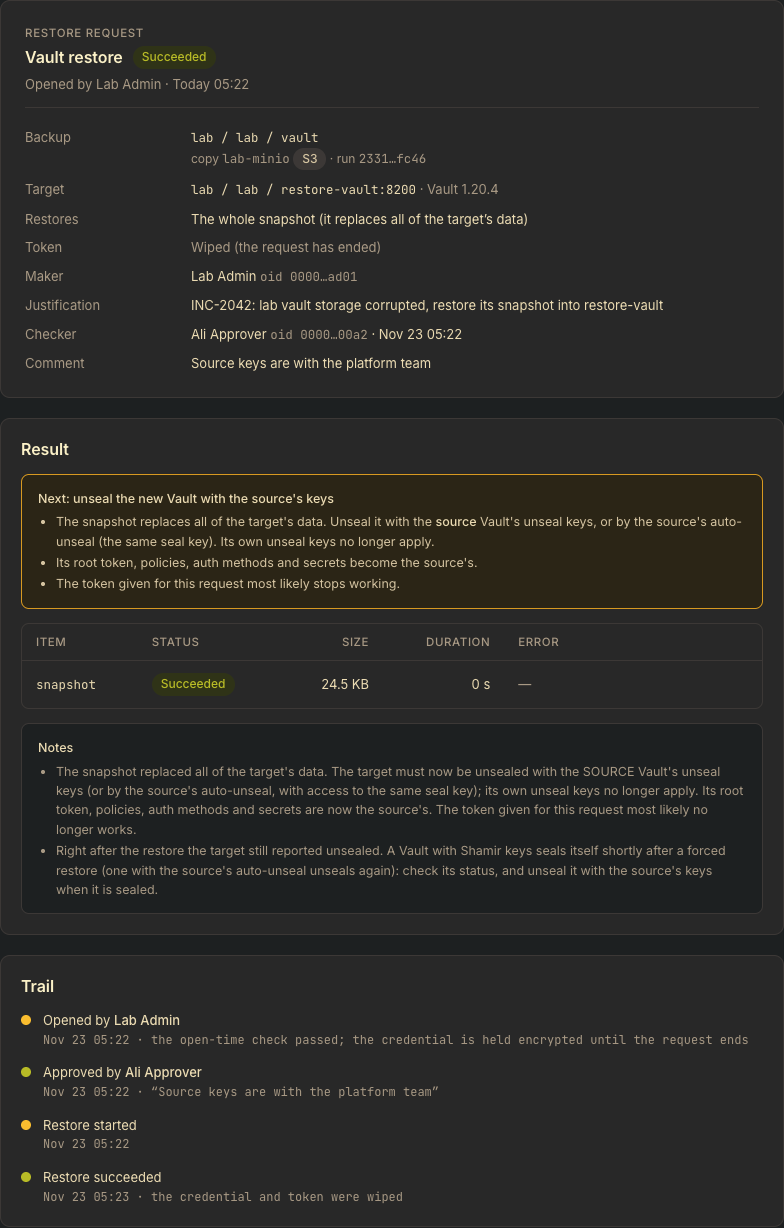 RESTORE REQUEST
Vault restore Succeeded
Opened by Lab Admin · Today 05:22
Backup lab / lab / vault
copy lab-minio S3 · run 2331…fc46
Target lab / lab / restore-vault:8200 · Vault 1.20.4
Restores The whole snapshot (it replaces all of the target’s data)
Token Wiped (the request has ended)
Maker Lab Admin oid 0000…ad01
Justification INC-2042: lab vault storage corrupted, restore its snapshot into restore-vault
Checker Ali Approver oid 0000…00a2 · Nov 23 05:22
Comment Source keys are with the platform team
Result
Next: unseal the new Vault with the source's keys
• The snapshot replaces all of the target's data. Unseal it with the source Vault's unseal keys, or by the source's auto-
unseal (the same seal key). Its own unseal keys no longer apply.
• Its root token, policies, auth methods and secrets become the source's.
• The token given for this request most likely stops working.
ITEM STATUS SIZE DURATION ERROR
snapshot Succeeded 24.5 KB 0 s —
Notes
• The snapshot replaced all of the target's data. The target must now be unsealed with the SOURCE Vault's unseal
keys (or by the source's auto-unseal, with access to the same seal key); its own unseal keys no longer apply. Its root
token, policies, auth methods and secrets are now the source's. The token given for this request most likely no
longer works.
• Right after the restore the target still reported unsealed. A Vault with Shamir keys seals itself shortly after a forced
restore (one with the source's auto-unseal unseals again): check its status, and unseal it with the source's keys
when it is sealed.
Trail
Opened by Lab Admin
Nov 23 05:22 · the open-time check passed; the credential is held encrypted until the request ends
Approved by Ali Approver
Nov 23 05:22 · “Source keys are with the platform team”
Restore started
Nov 23 05:22
Restore succeeded
Nov 23 05:23 · the credential and token were wiped